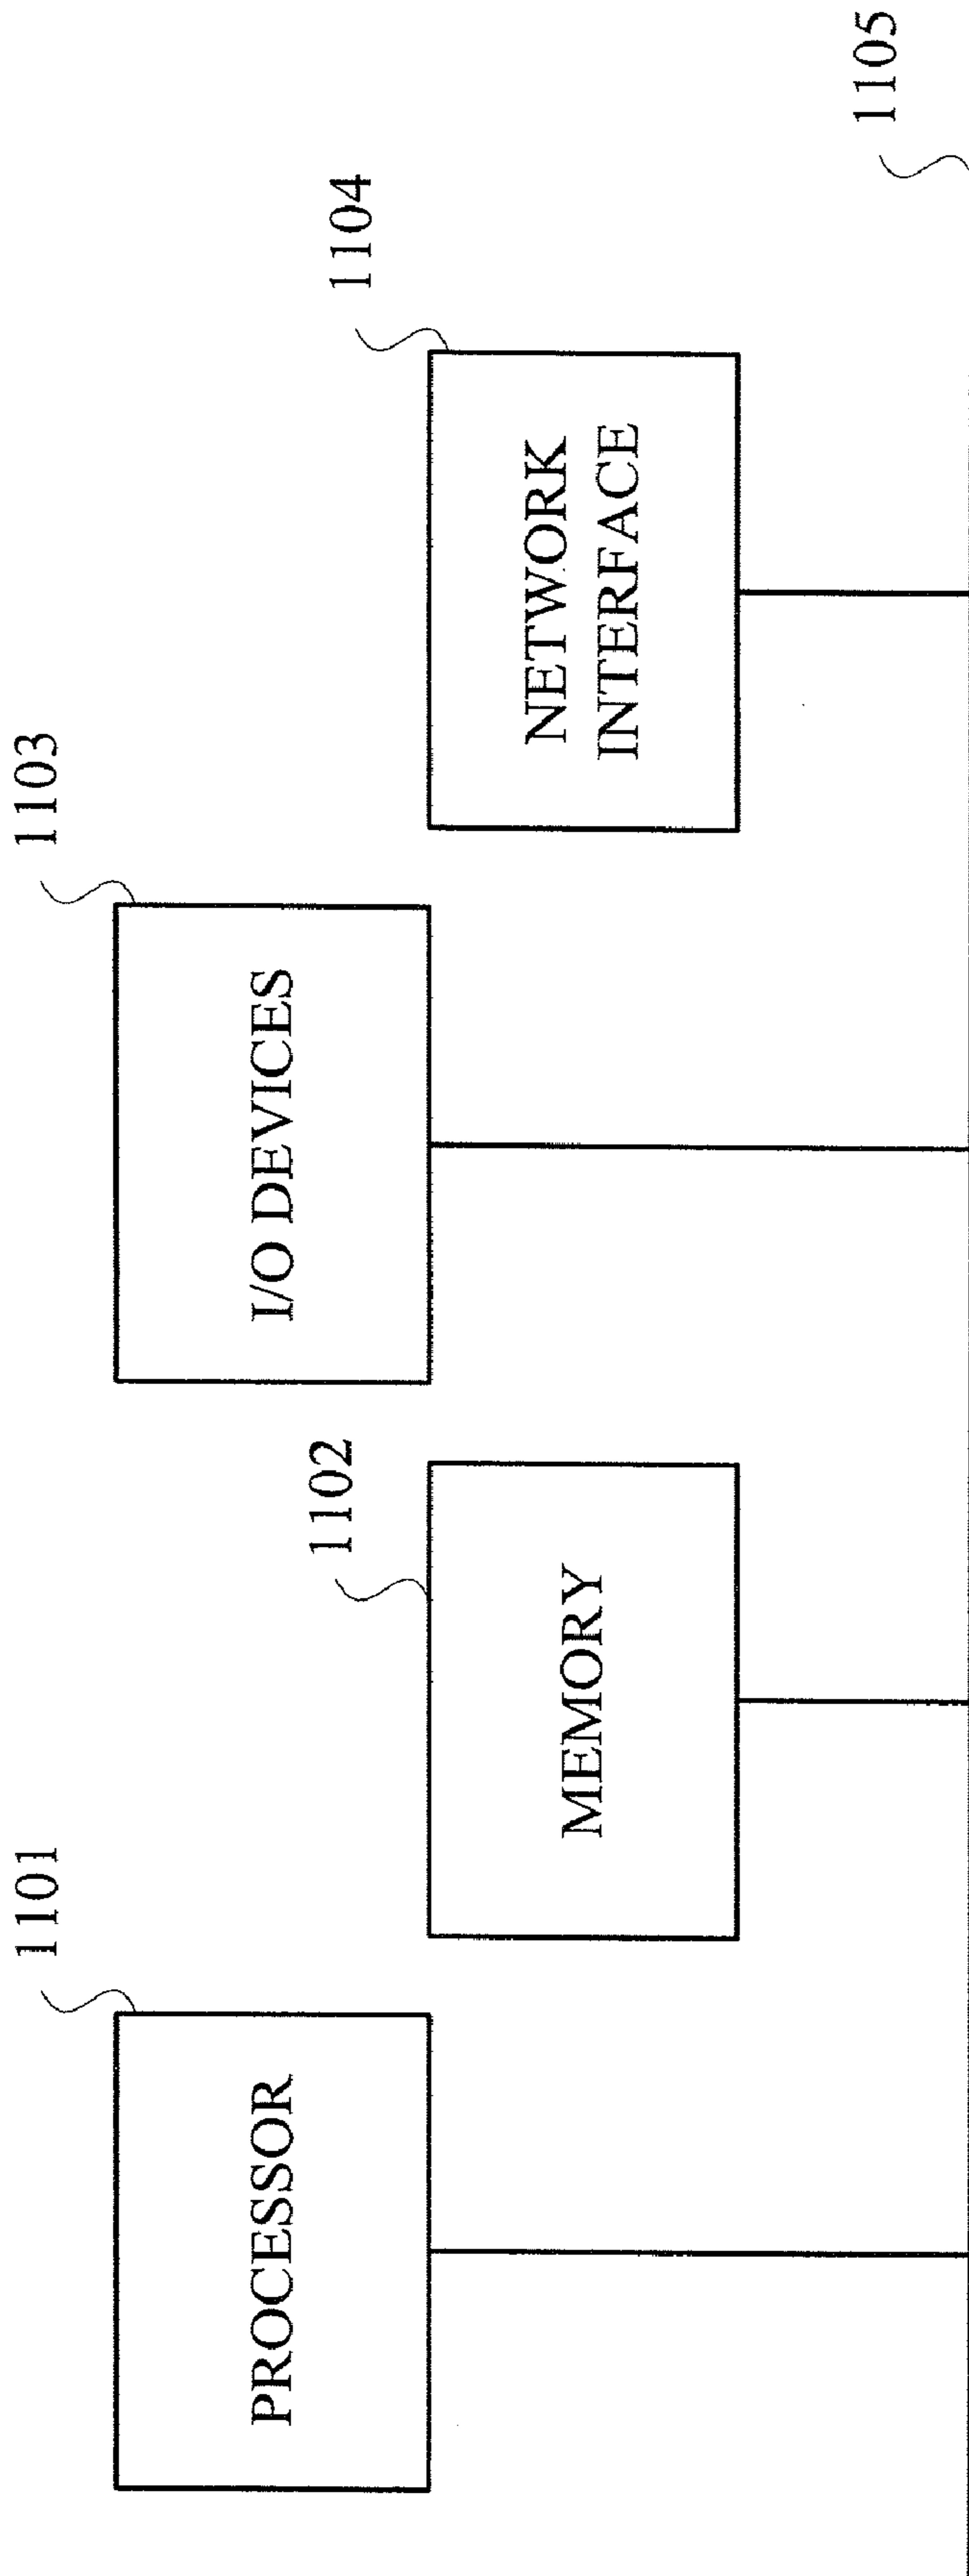 1101
PROCESSOR
1102
MEMORY
1103
I/O DEVICES
1104
NETWORK
INTERFACE
1105